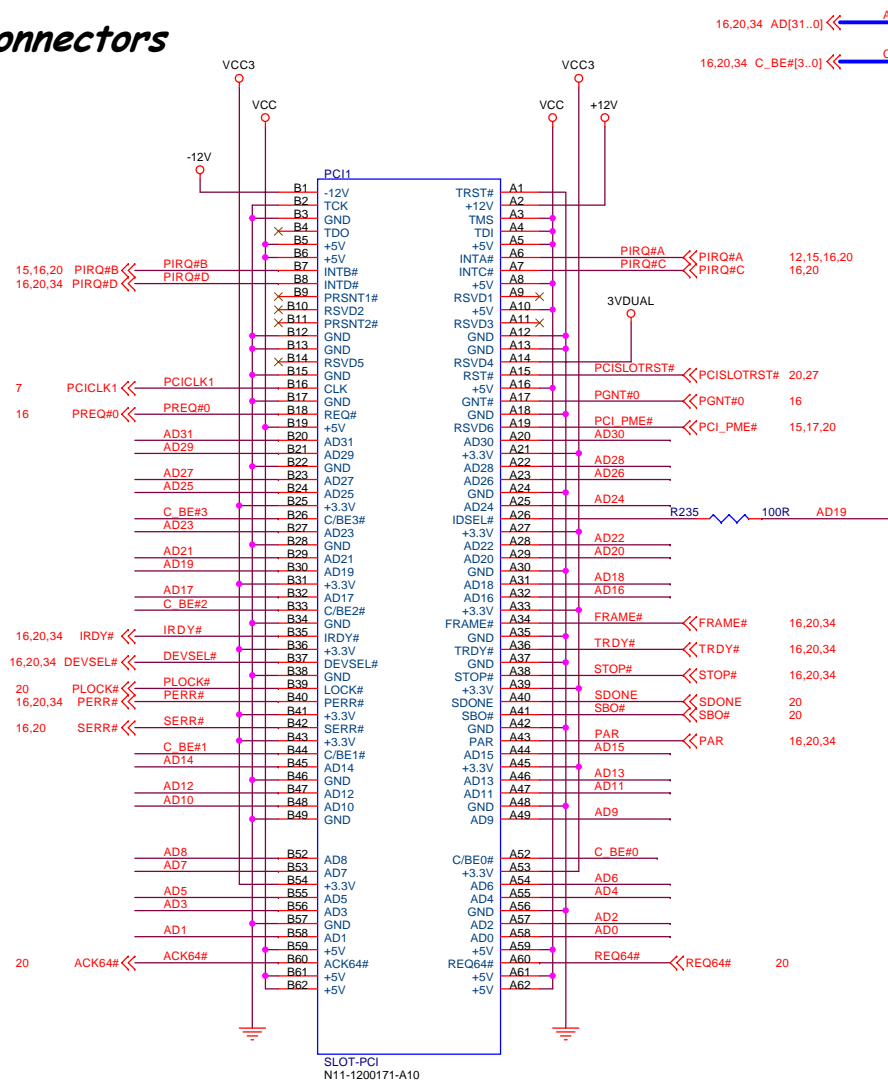 onnectors
16,20,34 AD[31..0]
16,20,34 C_BE#[3..0]
VCC3 VCC3
VCC VCC +12V
-12V
PCI1
B1 -12V TRST# A1
B2 TCK +12V A2
B3 GND TMS A3
B4 TDO TDI A4
B5 +5V +5V A5
B6 +5V INTA# A6 PIRQ#A PIRQ#A 12,15,16,20
15,16,20 PIRQ#B PIRQ#B B7 INTB# INTC# A7 PIRQ#C PIRQ#C 16,20
16,20,34 PIRQ#D PIRQ#D B8 INTD# +5V A8
B9 PRSNT1# RSVD1 A9
B10 RSVD2 +5V A10 3VDUAL
B11 PRSNT2# RSVD3 A11
B12 GND GND A12
B13 GND GND A13
B14 RSVD5 RSVD4 A14
B15 GND RST# A15 PCISLOTRST# PCISLOTRST# 20,27
7 PCICLK1 PCICLK1 B16 CLK +5V A16
B17 GND GNT# A17 PGNT#0 PGNT#0 16
16 PREQ#0 PREQ#0 B18 REQ# GND A18
B19 +5V RSVD6 A19 PCI_PME# PCI_PME# 15,17,20
AD31 B20 AD31 AD30 A20 AD30
AD29 B21 AD29 +3.3V A21
B22 GND AD28 A22 AD28
AD27 B23 AD27 AD26 A23 AD26
AD25 B24 AD25 GND A24
B25 +3.3V AD24 A25 AD24
C_BE#3 B26 C/BE3# IDSEL# A26 R235 100R AD19
AD23 B27 AD23 +3.3V A27
B28 GND AD22 A28 AD22
AD21 B29 AD21 AD20 A29 AD20
AD19 B30 AD19 GND A30
B31 +3.3V AD18 A31 AD18
AD17 B32 AD17 AD16 A32 AD16
C_BE#2 B33 C/BE2# +3.3V A33
B34 GND FRAME# A34 FRAME# FRAME# 16,20,34
16,20,34 IRDY# IRDY# B35 IRDY# GND A35
B36 +3.3V TRDY# A36 TRDY# TRDY# 16,20,34
16,20,34 DEVSEL# DEVSEL# B37 DEVSEL# GND A37
B38 GND STOP# A38 STOP# STOP# 16,20,34
20 PLOCK# PLOCK# B39 LOCK# +3.3V A39
16,20,34 PERR# PERR# B40 PERR# SDONE A40 SDONE SDONE 20
B41 +3.3V SBO# A41 SBO# SBO# 20
16,20 SERR# SERR# B42 SERR# GND A42
B43 +3.3V PAR A43 PAR PAR 16,20,34
C_BE#1 B44 C/BE1# AD15 A44 AD15
AD14 B45 AD14 +3.3V A45
B46 GND AD13 A46 AD13
AD12 B47 AD12 AD11 A47 AD11
AD10 B48 AD10 GND A48
B49 GND AD9 A49 AD9
AD8 B52 AD8 C/BE0# A52 C_BE#0
AD7 B53 AD7 +3.3V A53
B54 +3.3V AD6 A54 AD6
AD5 B55 AD5 AD4 A55 AD4
AD3 B56 AD3 GND A56
B57 GND AD2 A57 AD2
AD1 B58 AD1 AD0 A58 AD0
B59 +5V +5V A59
20 ACK64# ACK64# B60 ACK64# REQ64# A60 REQ64# REQ64# 20
B61 +5V +5V A61
B62 +5V +5V A62
SLOT-PCI
N11-1200171-A10